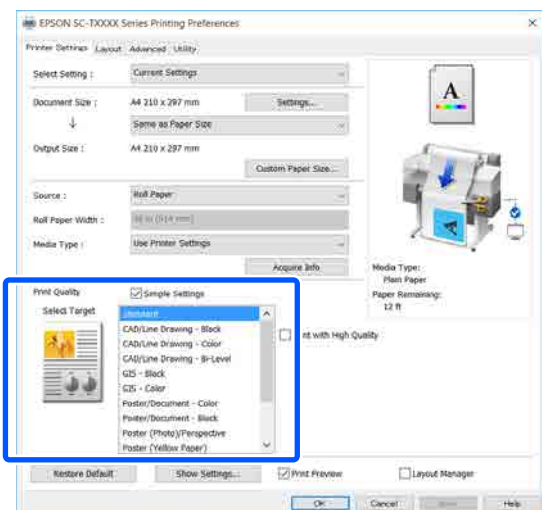 EPSON SC-TXXXX Series Printing Preferences
Printer Settings Layout Advanced Utility
Select Setting : Current Settings
Document Size : A4 210 x 297 mm Settings...
Same as Paper Size
Output Size : A4 210 x 297 mm
Custom Paper Size...
Source : Roll Paper
Roll Paper Width :
Media Type : Use Printer Settings
Acquire Info
Media Type:
Plain Paper
Paper Remaining:
12 ft
Print Quality Simple Settings
Select Target Standard
CAD/Line Drawing - Black
CAD/Line Drawing - Color
CAD/Line Drawing - Bi-Level
nt with High Quality
GIS - Black
GIS - Color
Poster/Document - Color
Poster/Document - Black
Poster (Photo)/Perspective
Poster (Yellow Paper)
Restore Default Show Settings... Print Preview Layout Manager
OK Cancel Help
A
A